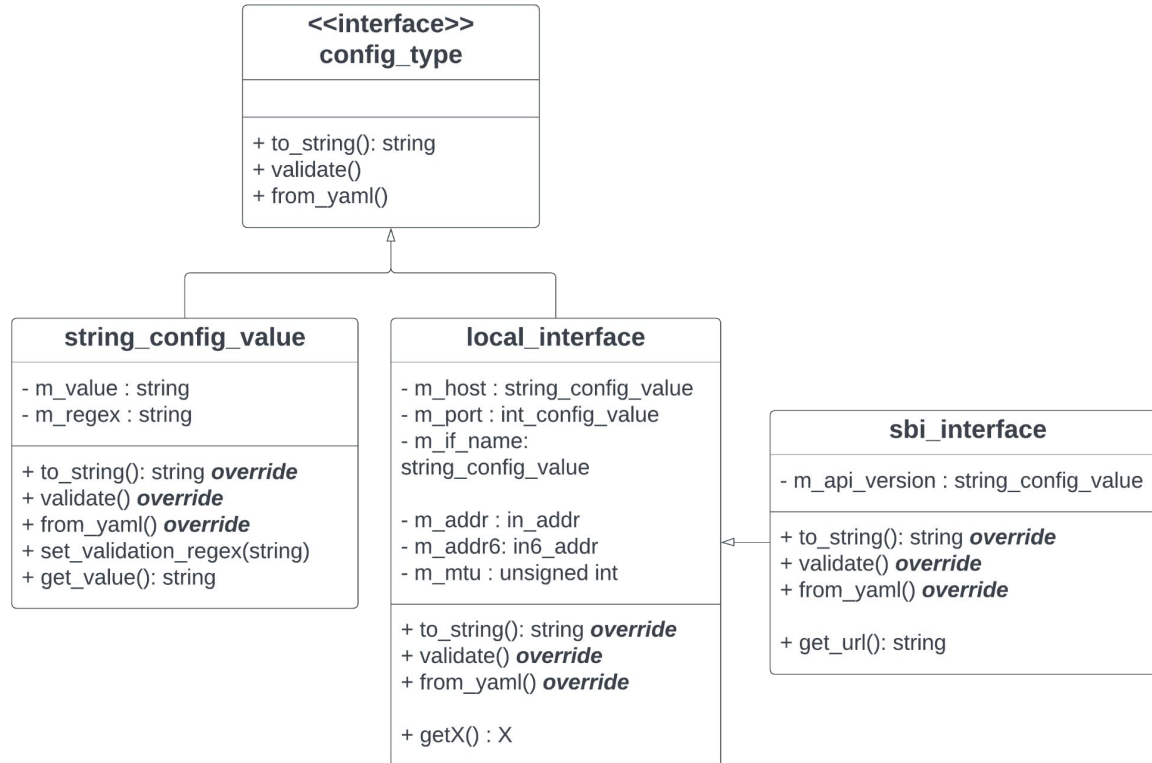 <<interface>>
config_type
+ to_string(): string
+ validate()
+ from_yaml()
string_config_value
- m_value : string
- m_regex : string
+ to_string(): string override
+ validate() override
+ from_yaml() override
+ set_validation_regex(string)
+ get_value(): string
local_interface
- m_host : string_config_value
- m_port : int_config_value
- m_if_name:
string_config_value
- m_addr : in_addr
- m_addr6: in6_addr
- m_mtu : unsigned int
+ to_string(): string override
+ validate() override
+ from_yaml() override
+ getX() : X
sbi_interface
- m_api_version : string_config_value
+ to_string(): string override
+ validate() override
+ from_yaml() override
+ get_url(): string